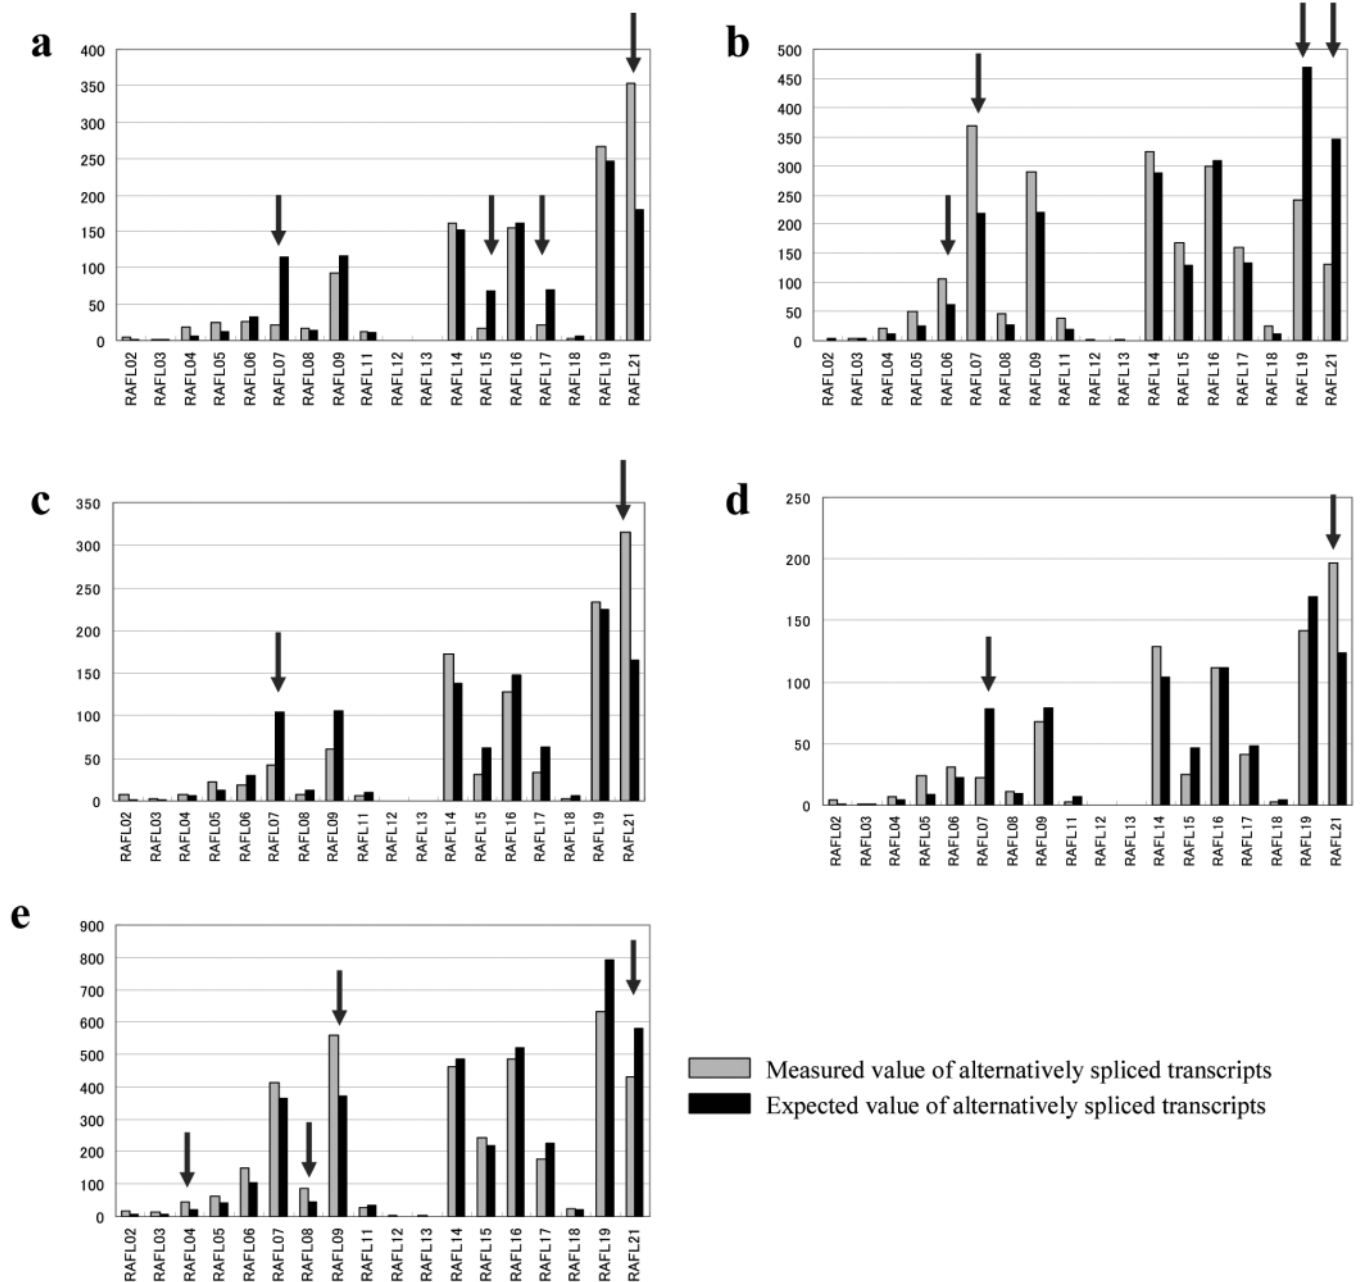 a
400
350
300
250
200
150
100
50
0
RAFL02
RAFL03
RAFL04
RAFL05
RAFL06
RAFL07
RAFL08
RAFL09
RAFL11
RAFL12
RAFL13
RAFL14
RAFL15
RAFL16
RAFL17
RAFL18
RAFL19
RAFL21
b
500
450
400
350
300
250
200
150
100
50
0
RAFL02
RAFL03
RAFL04
RAFL05
RAFL06
RAFL07
RAFL08
RAFL09
RAFL11
RAFL12
RAFL13
RAFL14
RAFL15
RAFL16
RAFL17
RAFL18
RAFL19
RAFL21
c
350
300
250
200
150
100
50
0
RAFL02
RAFL03
RAFL04
RAFL05
RAFL06
RAFL07
RAFL08
RAFL09
RAFL11
RAFL12
RAFL13
RAFL14
RAFL15
RAFL16
RAFL17
RAFL18
RAFL19
RAFL21
d
250
200
150
100
50
0
RAFL02
RAFL03
RAFL04
RAFL05
RAFL06
RAFL07
RAFL08
RAFL09
RAFL11
RAFL12
RAFL13
RAFL14
RAFL15
RAFL16
RAFL17
RAFL18
RAFL19
RAFL21
e
900
800
700
600
500
400
300
200
100
0
RAFL02
RAFL03
RAFL04
RAFL05
RAFL06
RAFL07
RAFL08
RAFL09
RAFL11
RAFL12
RAFL13
RAFL14
RAFL15
RAFL16
RAFL17
RAFL18
RAFL19
RAFL21
Measured value of alternatively spliced transcripts
Expected value of alternatively spliced transcripts